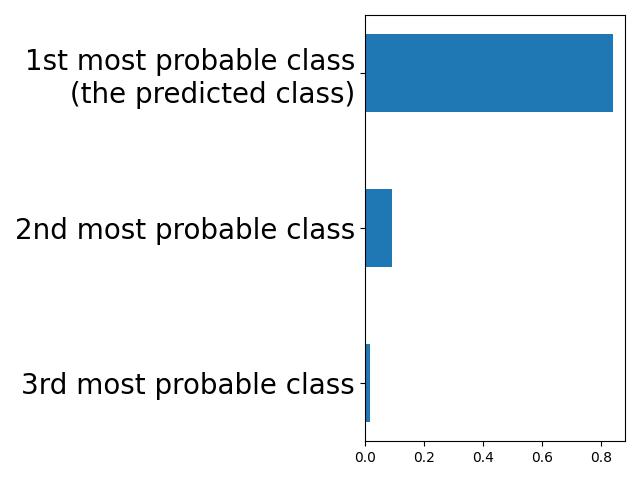 1st most probable class
(the predicted class)
2nd most probable class
3rd most probable class
0.0 0.2 0.4 0.6 0.8